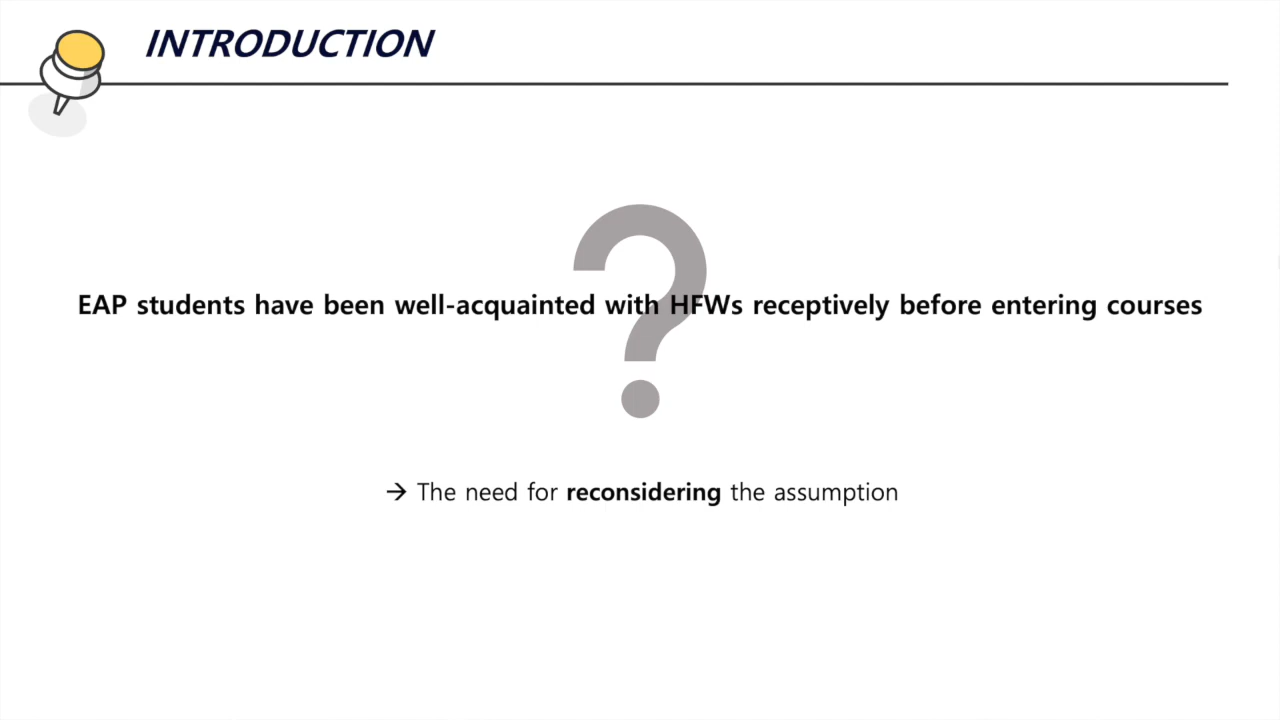 INTRODUCTION
EAP students have been well-acquainted with HFWs receptively before entering courses
?
→ The need for reconsidering the assumption